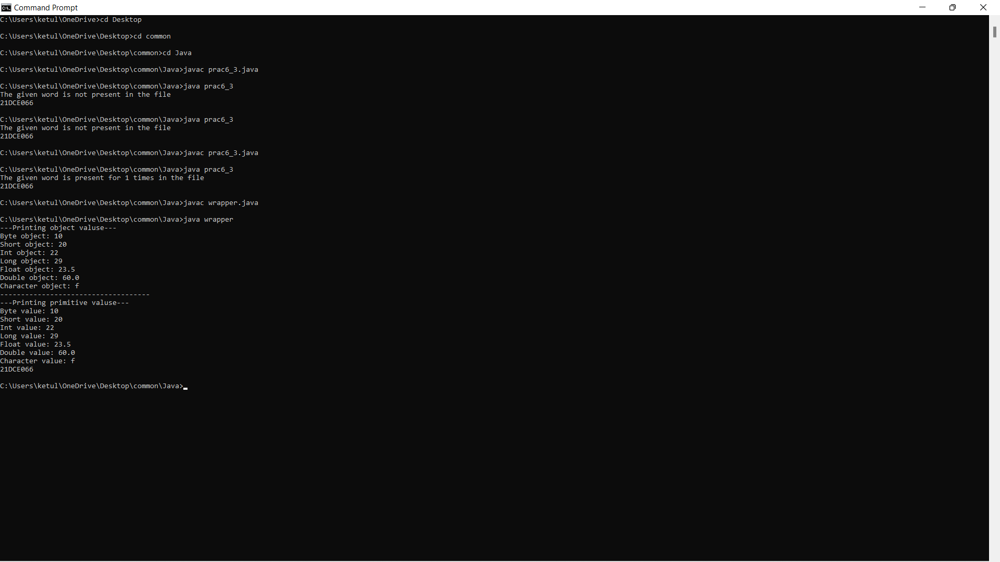 Command Prompt
C:\Users\ketul\OneDrive>cd Desktop
C:\Users\ketul\OneDrive\Desktop>cd common
C:\Users\ketul\OneDrive\Desktop\common>cd Java
C:\Users\ketul\OneDrive\Desktop\common\Java>javac prac6_3.java
C:\Users\ketul\OneDrive\Desktop\common\Java>java prac6_3
The given word is not present in the file
21DCE066
C:\Users\ketul\OneDrive\Desktop\common\Java>java prac6_3
The given word is not present in the file
21DCE066
C:\Users\ketul\OneDrive\Desktop\common\Java>javac prac6_3.java
C:\Users\ketul\OneDrive\Desktop\common\Java>java prac6_3
The given word is present for 1 times in the file
21DCE066
C:\Users\ketul\OneDrive\Desktop\common\Java>javac wrapper.java
C:\Users\ketul\OneDrive\Desktop\common\Java>java wrapper
---Printing object valuse---
Byte object: 10
Short object: 20
Int object: 22
Long object: 29
Float object: 23.5
Double object: 60.0
Character object: f
------------------------------------
---Printing primitive valuse---
Byte value: 10
Short value: 20
Int value: 22
Long value: 29
Float value: 23.5
Double value: 60.0
Character value: f
21DCE066
C:\Users\ketul\OneDrive\Desktop\common\Java>